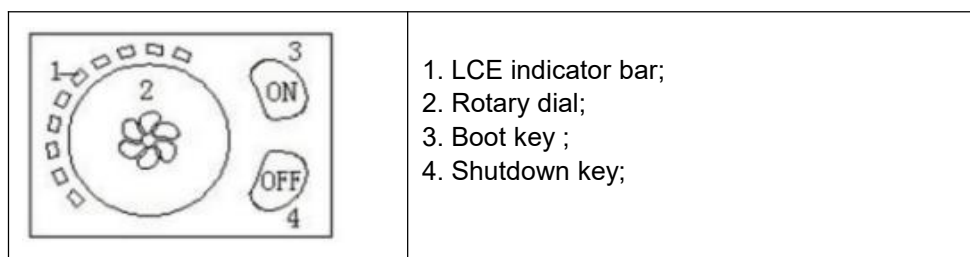 1
2
3
ON
OFF
4
1. LCE indicator bar;
2. Rotary dial;
3. Boot key ;
4. Shutdown key;